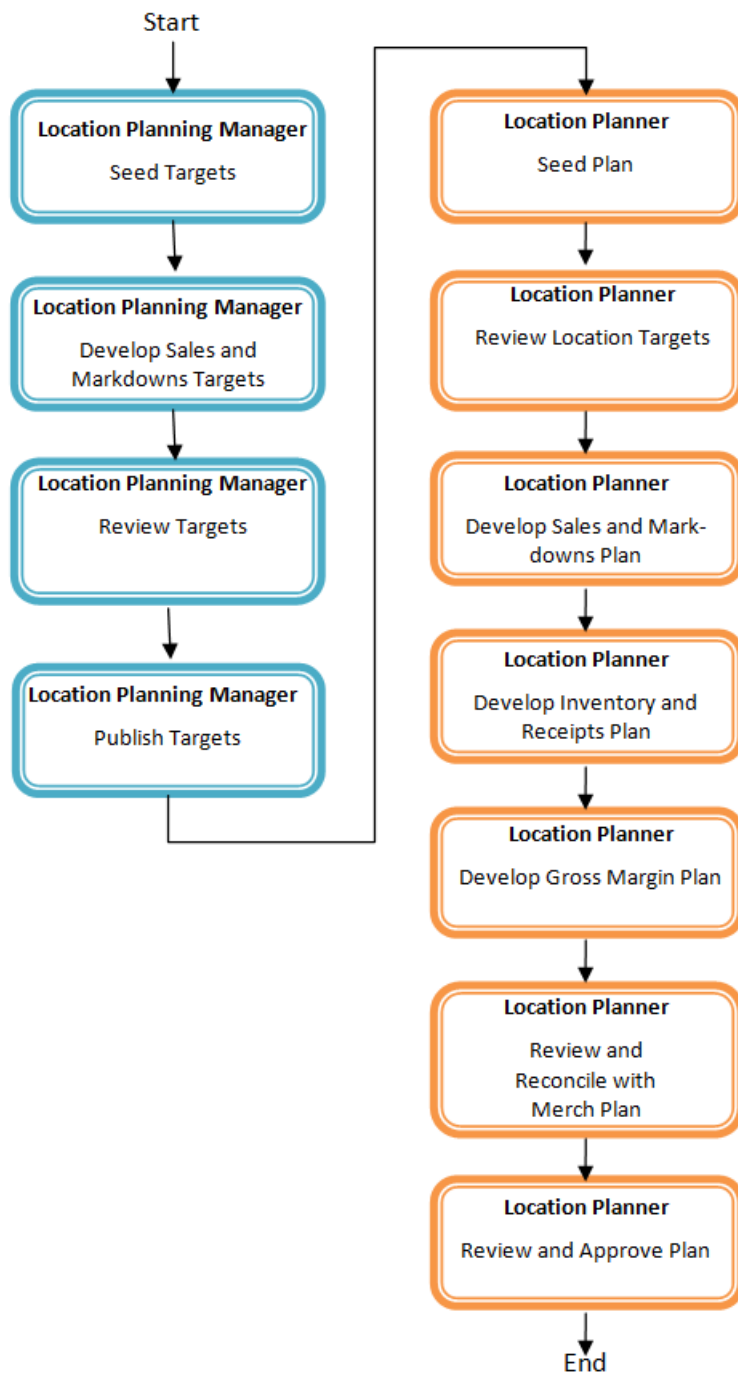 Start
Location Planning Manager
Seed Targets
Location Planning Manager
Develop Sales and
Markdowns Targets
Location Planning Manager
Review Targets
Location Planning Manager
Publish Targets
Location Planner
Seed Plan
Location Planner
Review Location Targets
Location Planner
Develop Sales and Mark-
downs Plan
Location Planner
Develop Inventory and
Receipts Plan
Location Planner
Develop Gross Margin Plan
Location Planner
Review and
Reconcile with
Merch Plan
Location Planner
Review and Approve Plan
End